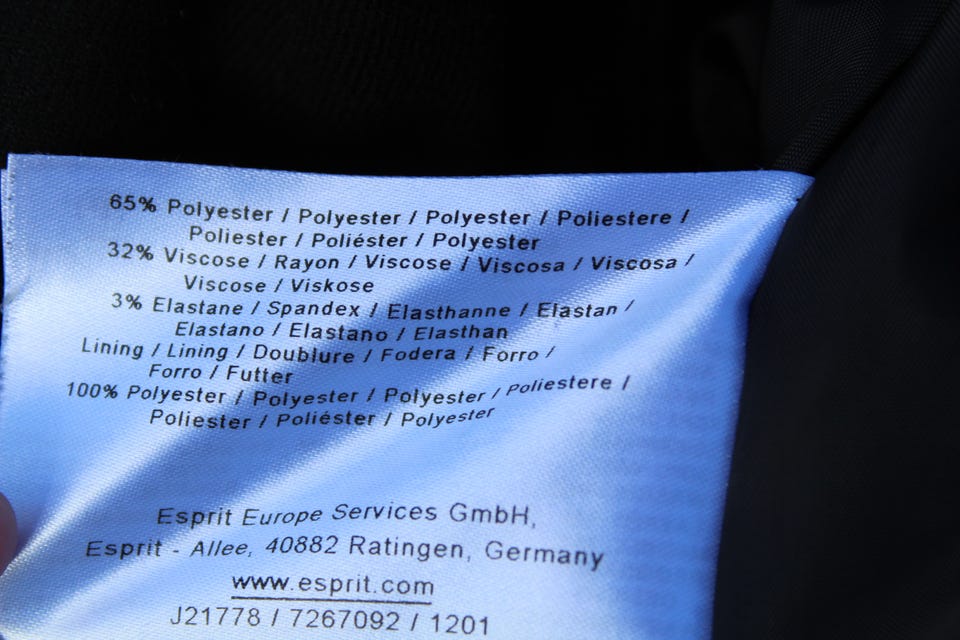 65% Polyester / Polyester / Polyester / Poliestere /
Poliester / Poliéster / Polyester
32% Viscose / Rayon / Viscose / Viscosa / Viscosa /
Viscose / Viskose
3% Elastane / Spandex / Elasthanne / Elastan /
Elastano / Elastano / Elasthan
Lining / Lining / Doublure / Fodera / Forro /
Forro / Futter
100% Polyester / Polyester / Polyester / Poliestere /
Poliester / Poliéster / Polyester
Esprit Europe Services GmbH,
Esprit - Allee, 40882 Ratingen, Germany
www.esprit.com
J21778 / 7267092 / 1201